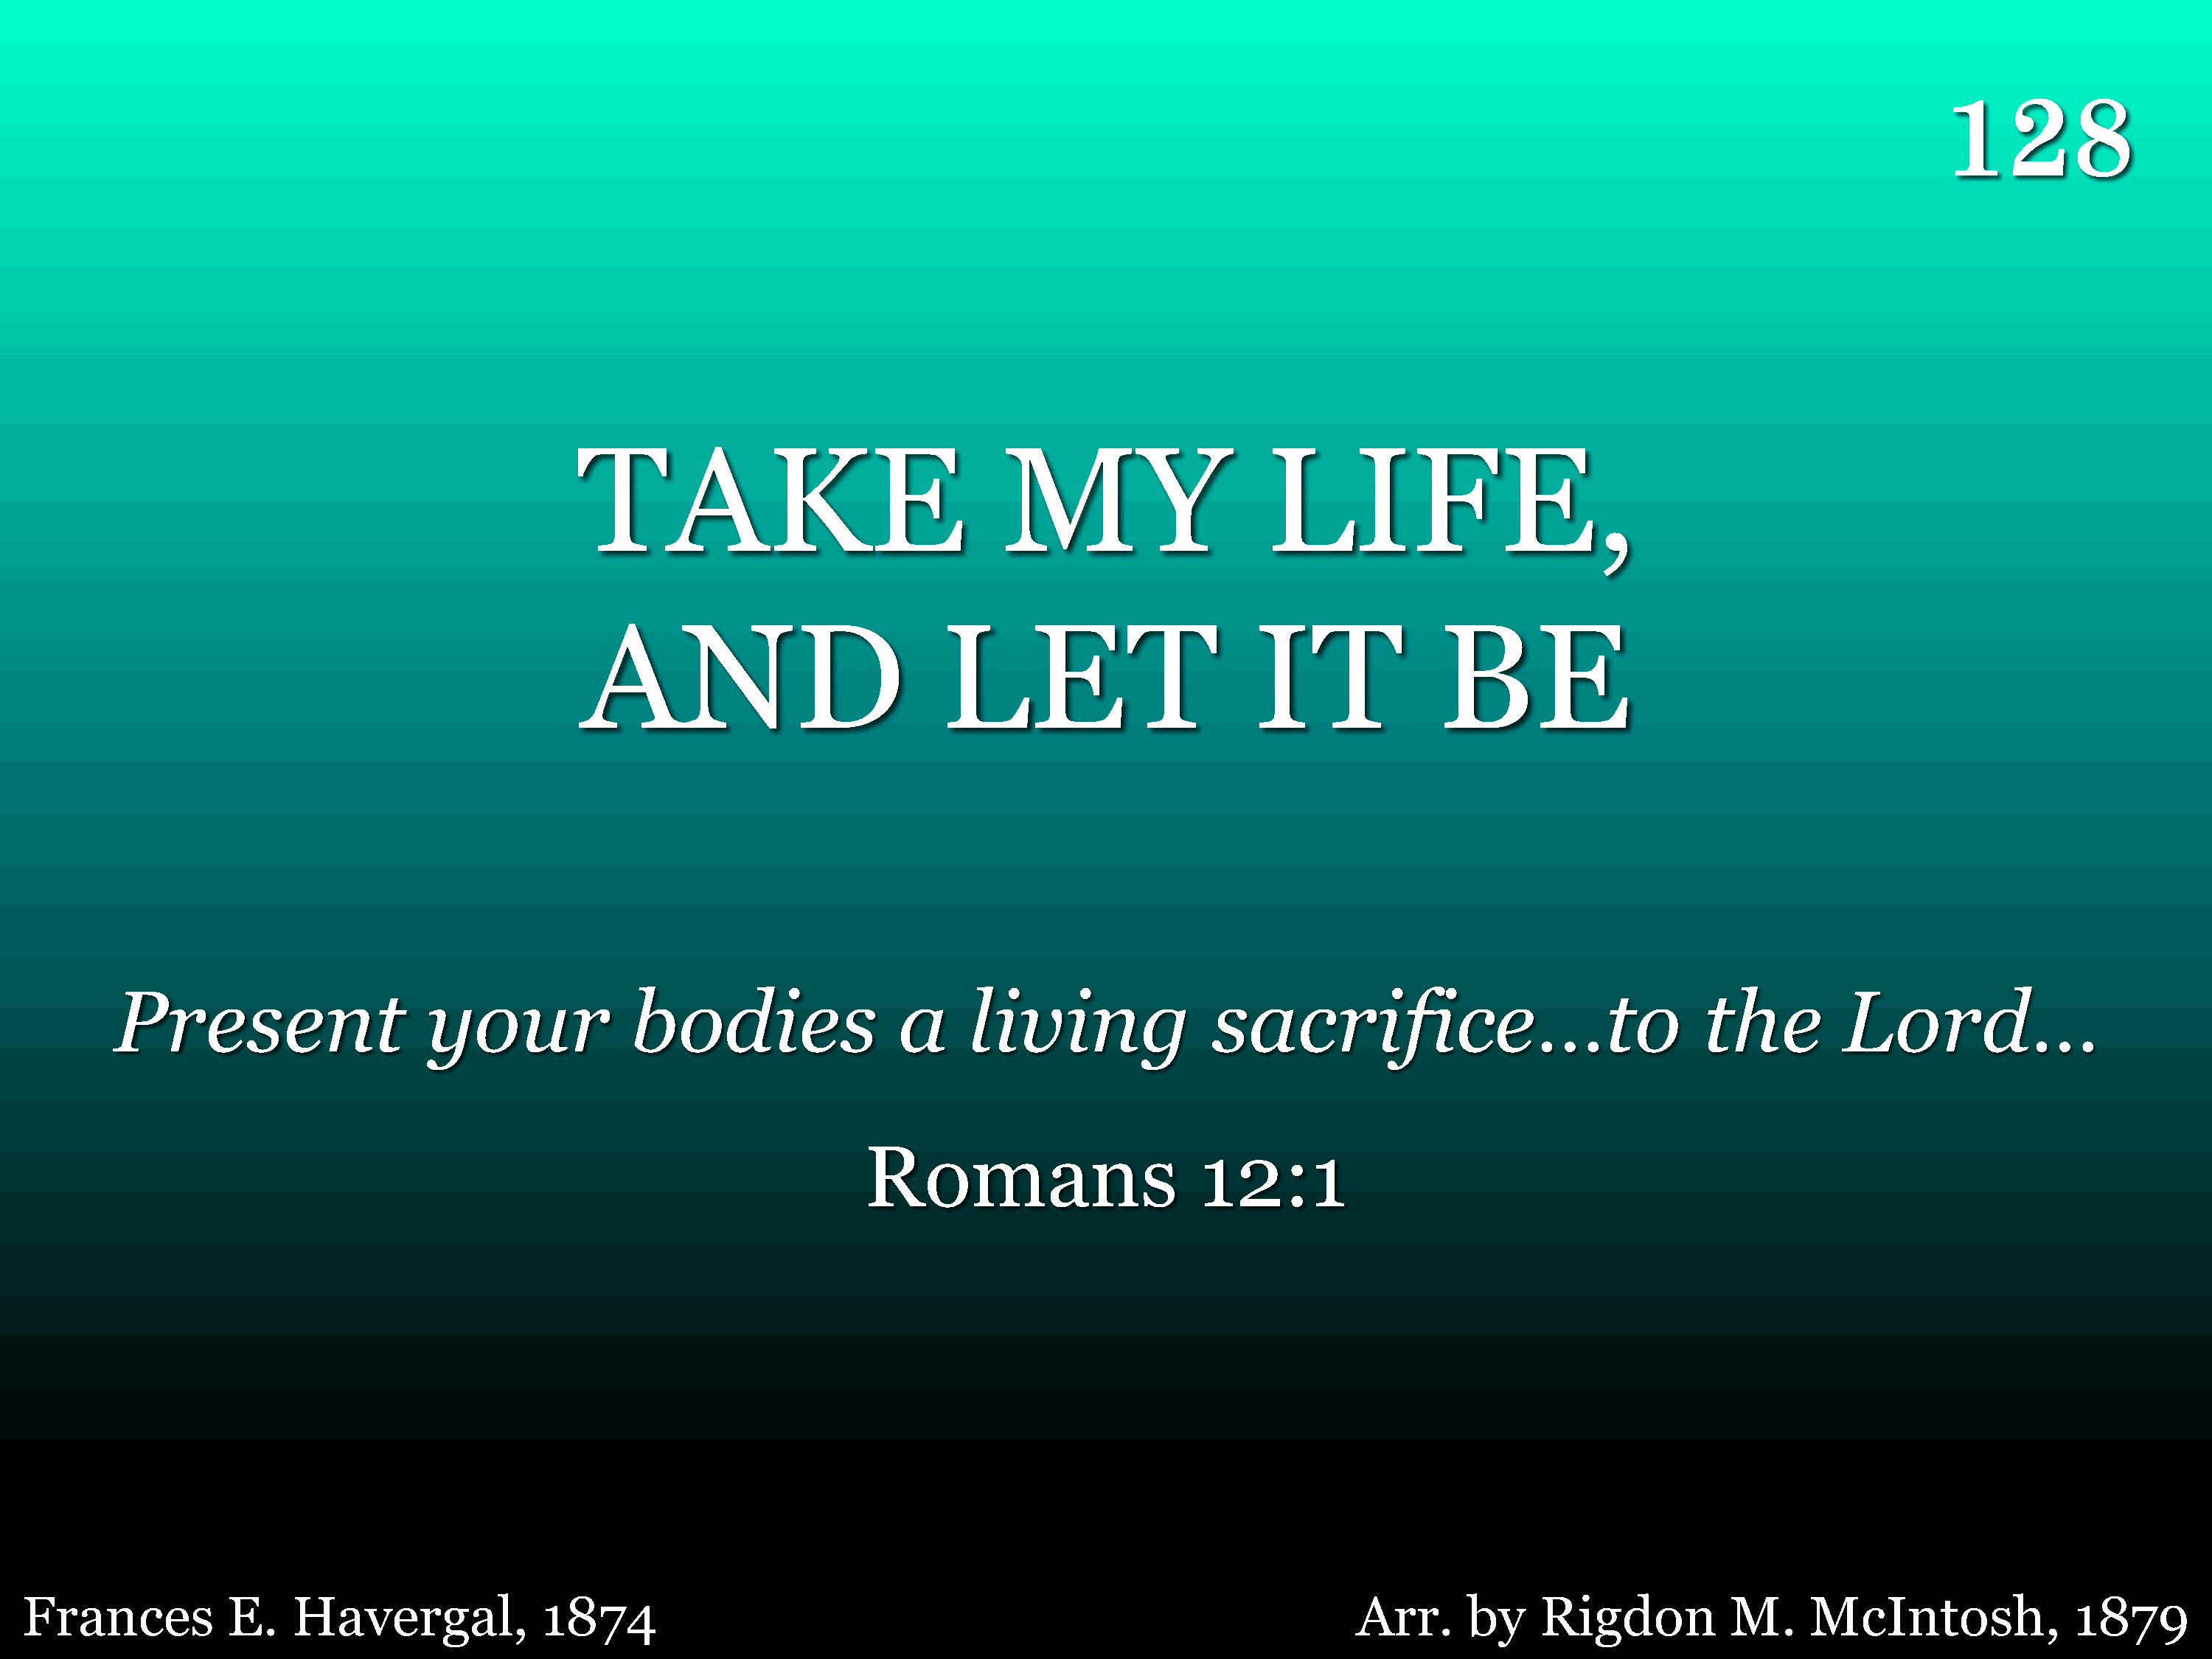 128
TAKE MY LIFE,
AND LET IT BE
Present your bodies a living sacrifice...to the Lord...
Romans 12:1
Frances E. Havergal, 1874
Arr. by Rigdon M. McIntosh, 1879